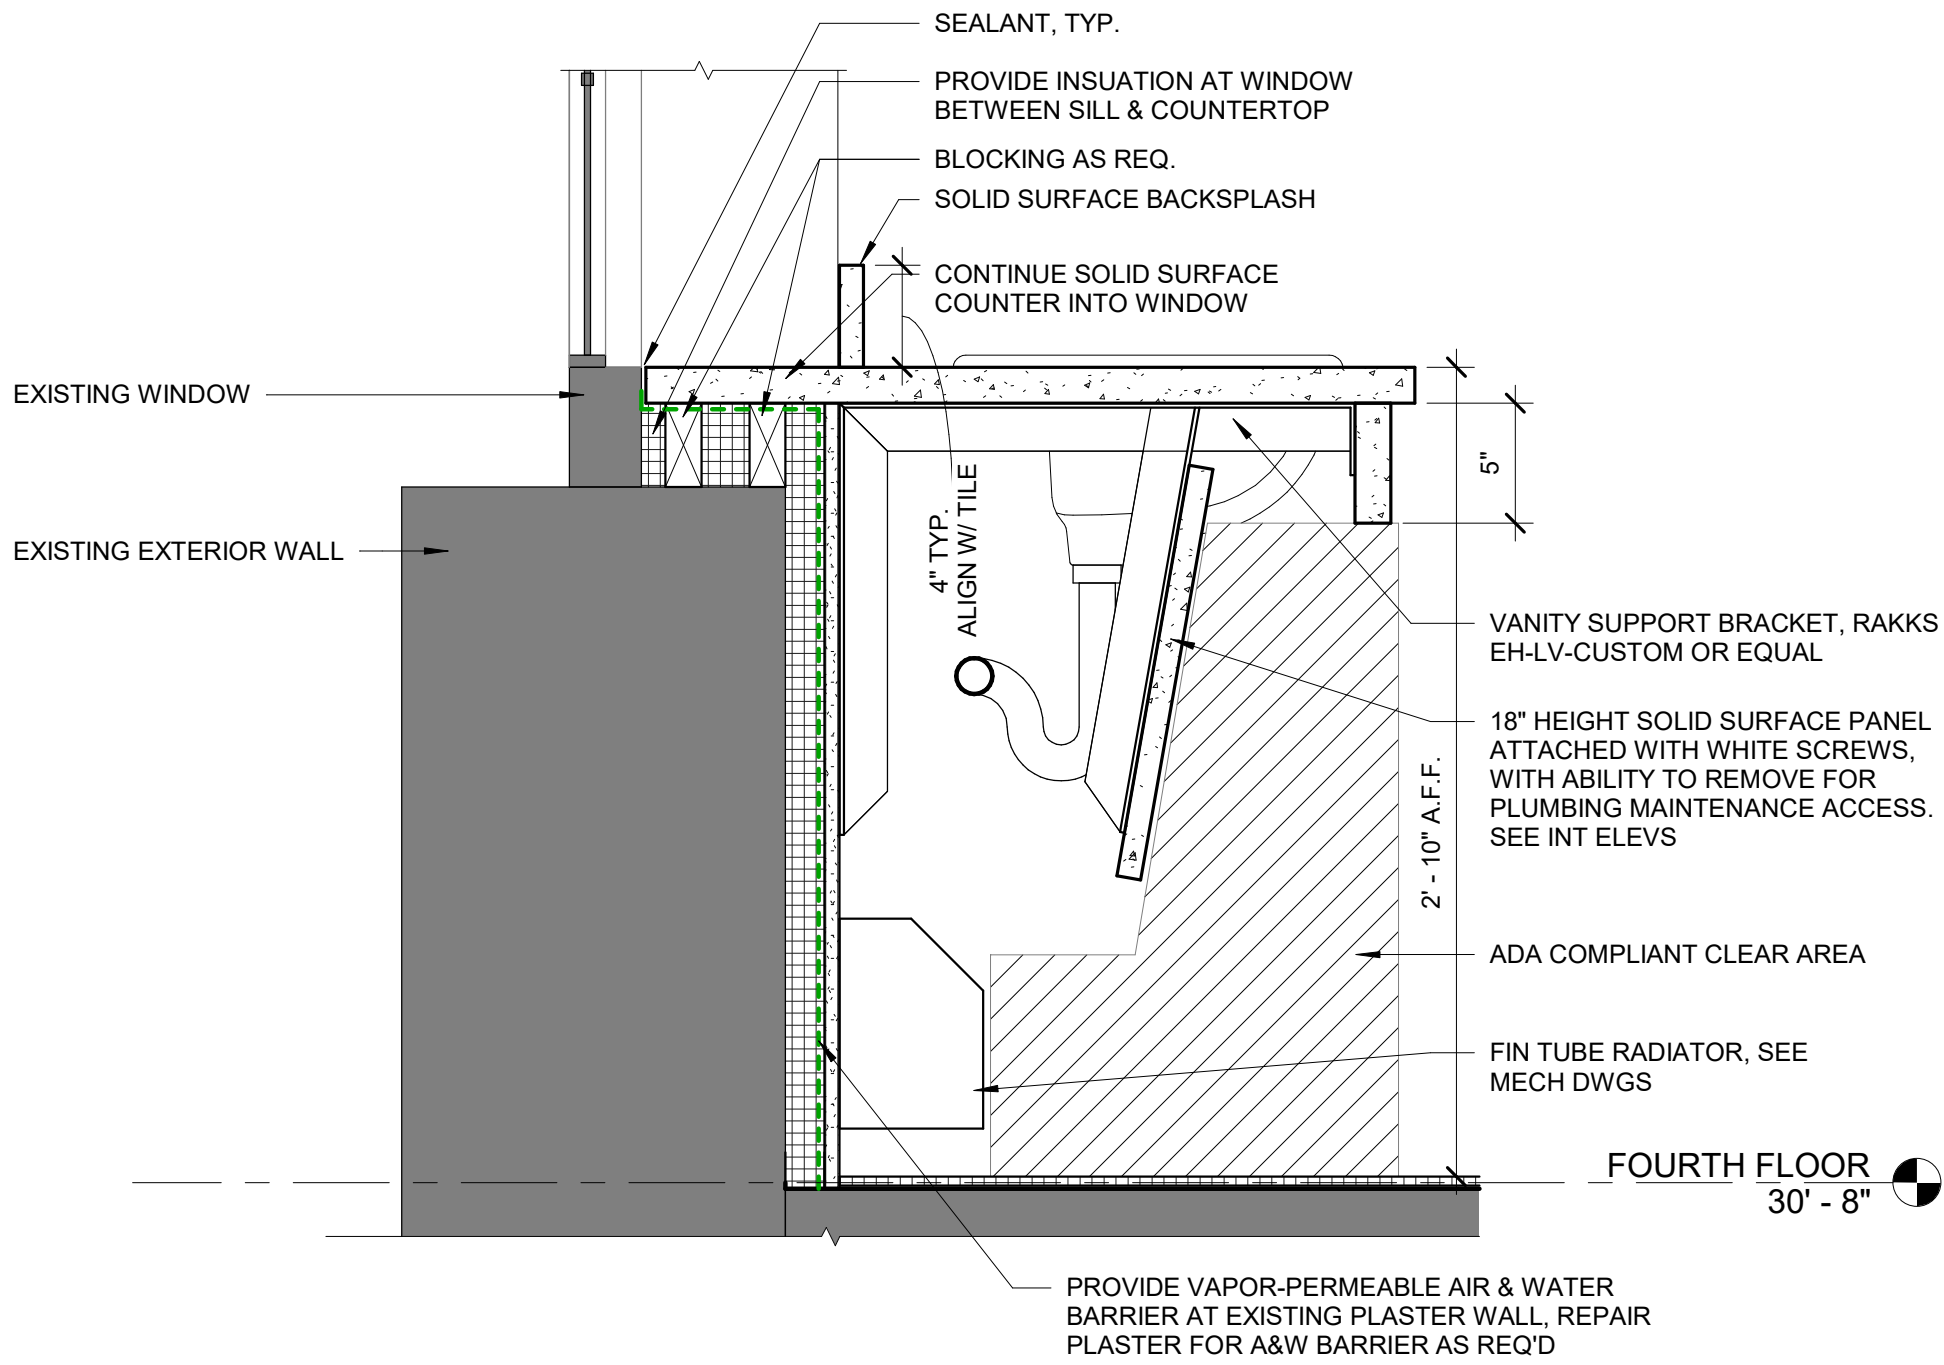 SEALANT, TYP.
PROVIDE INSUATION AT WINDOW
BETWEEN SILL & COUNTERTOP
BLOCKING AS REQ.
SOLID SURFACE BACKSPLASH
CONTINUE SOLID SURFACE
COUNTER INTO WINDOW
EXISTING WINDOW
EXISTING EXTERIOR WALL
4" TYP.
ALIGN W/ TILE
5"
VANITY SUPPORT BRACKET, RAKKS
EH-LV-CUSTOM OR EQUAL
18" HEIGHT SOLID SURFACE PANEL
ATTACHED WITH WHITE SCREWS,
WITH ABILITY TO REMOVE FOR
PLUMBING MAINTENANCE ACCESS.
SEE INT ELEVS
2' - 10" A.F.F.
ADA COMPLIANT CLEAR AREA
FIN TUBE RADIATOR, SEE
MECH DWGS
FOURTH FLOOR
30' - 8"
PROVIDE VAPOR-PERMEABLE AIR & WATER
BARRIER AT EXISTING PLASTER WALL, REPAIR
PLASTER FOR A&W BARRIER AS REQ'D